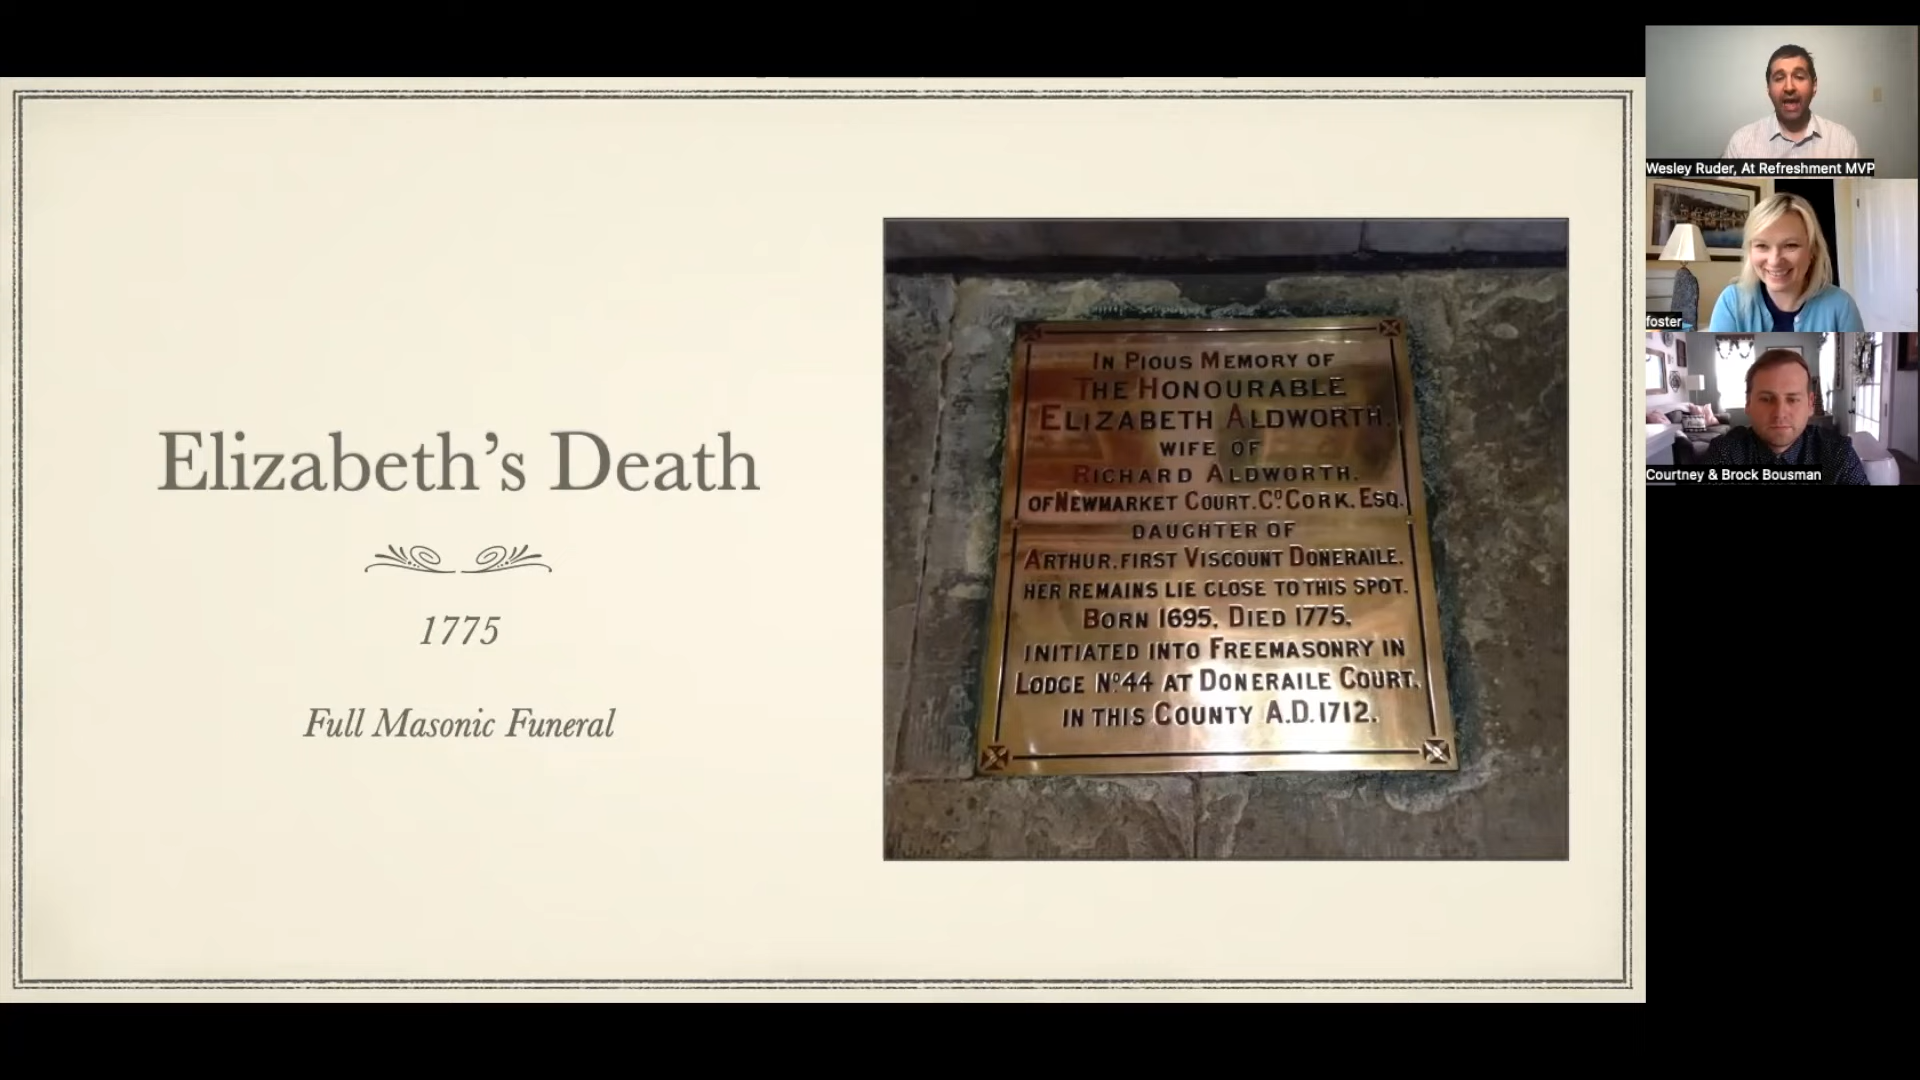 Elizabeth's Death
1775
Full Masonic Funeral
IN PIOUS MEMORY OF
THE HONOURABLE
ELIZABETH ALDWORTH.
WIFE OF
RICHARD ALDWORTH.
OF NEWMARKET COURT. Cº CORK. ESQ.
DAUGHTER OF
ARTHUR, FIRST VISCOUNT DONERAILE.
HER REMAINS LIE CLOSE TO THIS SPOT.
BORN 1695, DIED 1775,
INITIATED INTO FREEMASONRY IN
LODGE Nº 44 AT DONERAILE COURT.
IN THIS COUNTY A.D. 1712.
Wesley Ruder, At Refreshment MVP
foster
Courtney & Brock Bousman